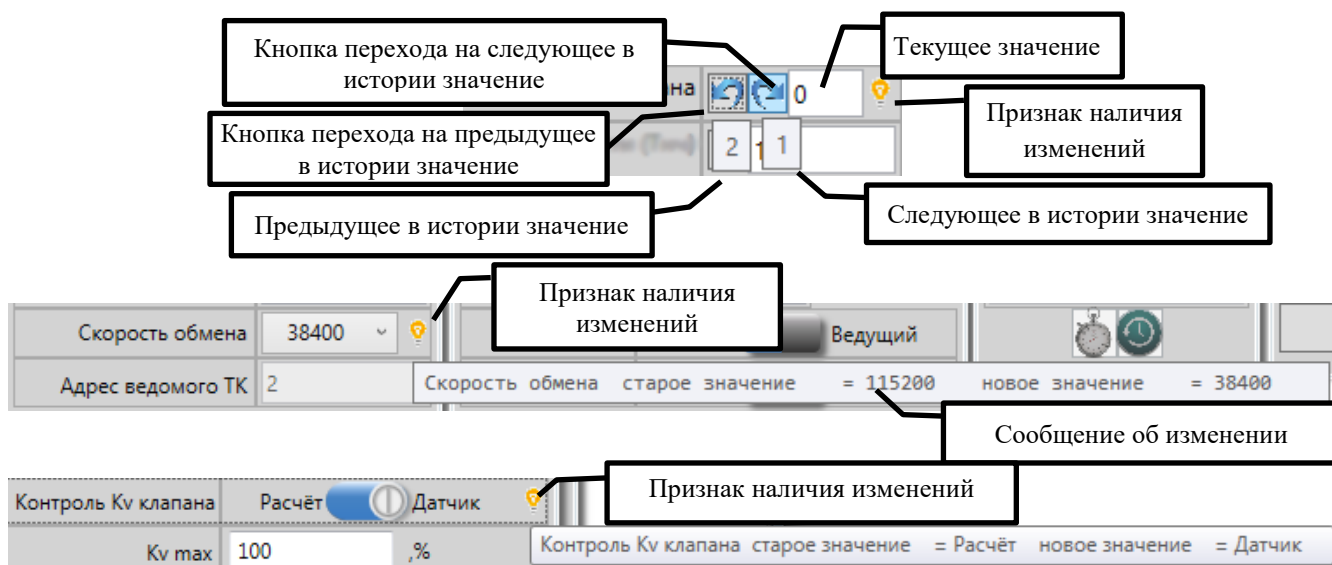 Кнопка перехода на следующее в
истории значение
Текущее значение
на
0
Кнопка перехода на предыдущее
в истории значение
Признак наличия
изменений
2
1
Предыдущее в истории значение
Следующее в истории значение
Признак наличия
изменений
Скорость обмена 38400
Ведущий
Адрес ведомого ТК 2
Скорость обмена старое значение = 115200 новое значение = 38400
Сообщение об изменении
Признак наличия изменений
Контроль Kv клапана Расчёт Датчик
Kv max 100 ,%
Контроль Kv клапана старое значение = Расчёт новое значение = Датчик